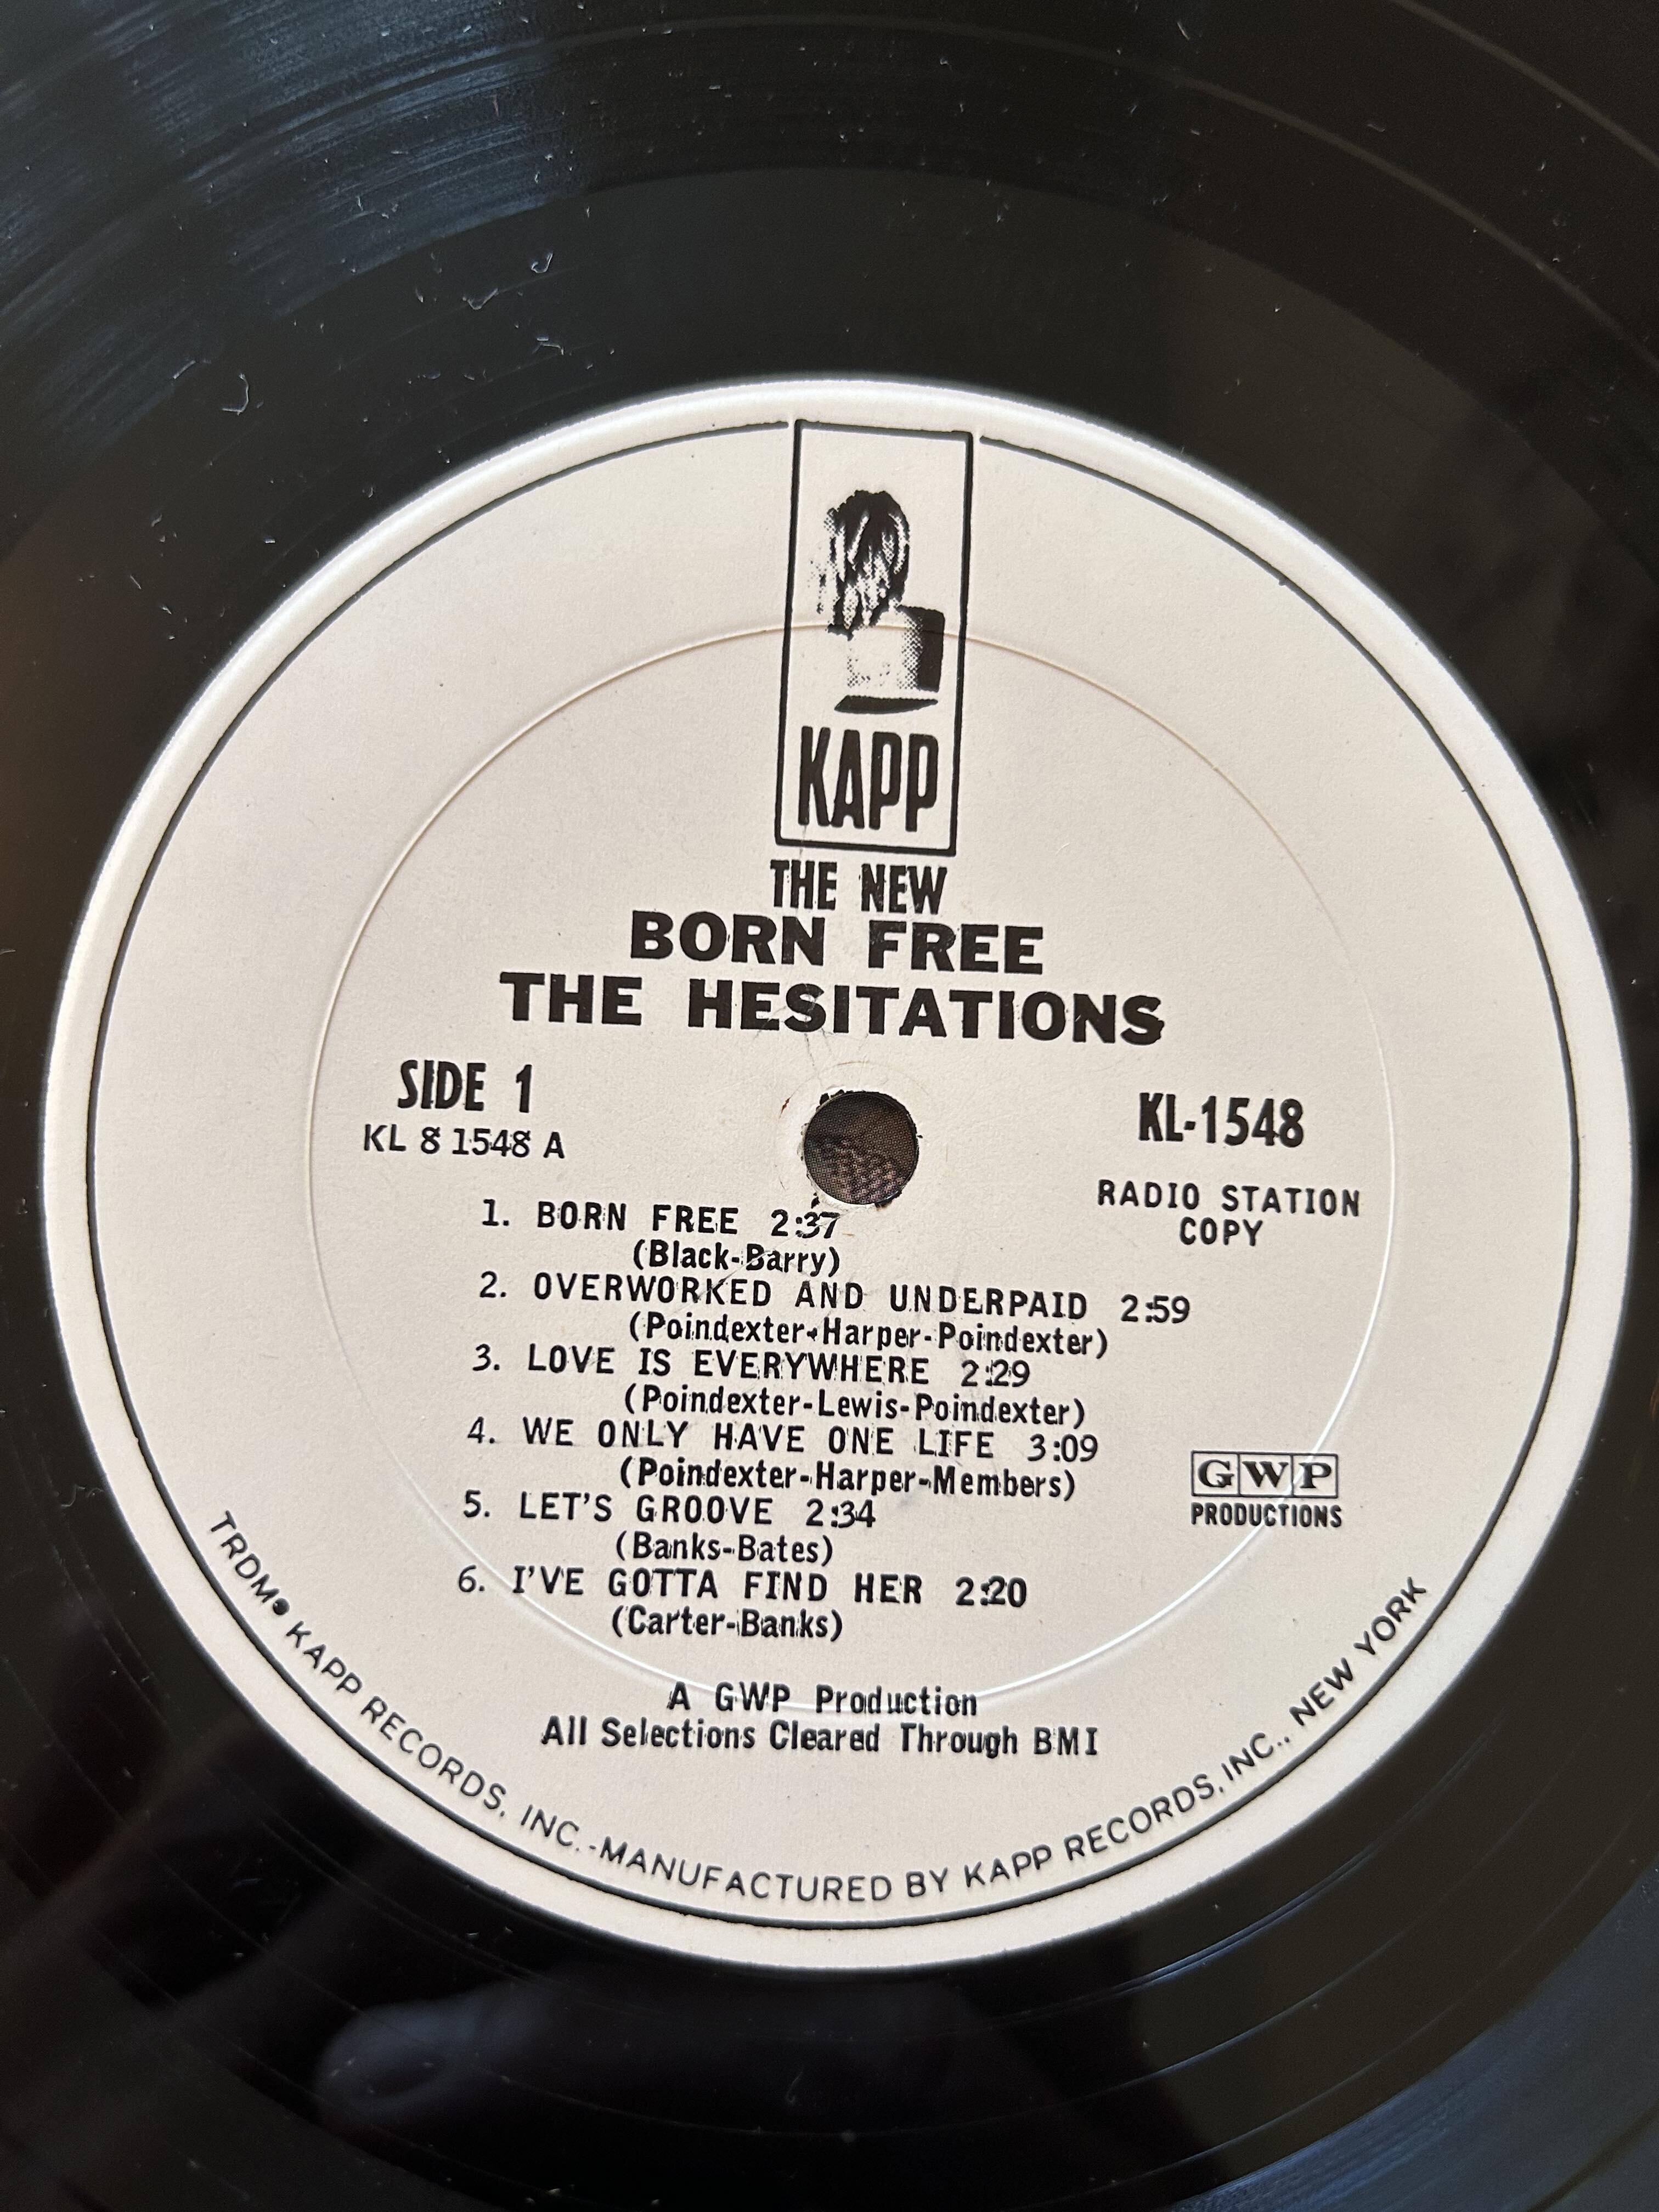 KAPP
THE NEW
BORN FREE
THE HESITATIONS
SIDE 1
KL 8 1548 A
KL-1548
RADIO STATION
COPY
1. BORN FREE 2:37
(Black-Barry)
2. OVERWORKED AND UNDERPAID 2:59
(Poindexter-Harper-Poindexter)
3. LOVE IS EVERYWHERE 2:29
(Poindexter-Lewis-Poindexter)
4. WE ONLY HAVE ONE LIFE 3:09
(Poindexter-Harper-Members)
5. LET'S GROOVE 2:34
(Banks-Bates)
6. I'VE GOTTA FIND HER 2:20
(Carter-Banks)
GWP
PRODUCTIONS
A GWP Production
All Selections Cleared Through BMI
TRDM● KAPP RECORDS, INC.-MANUFACTURED BY KAPP RECORDS, INC., NEW YORK